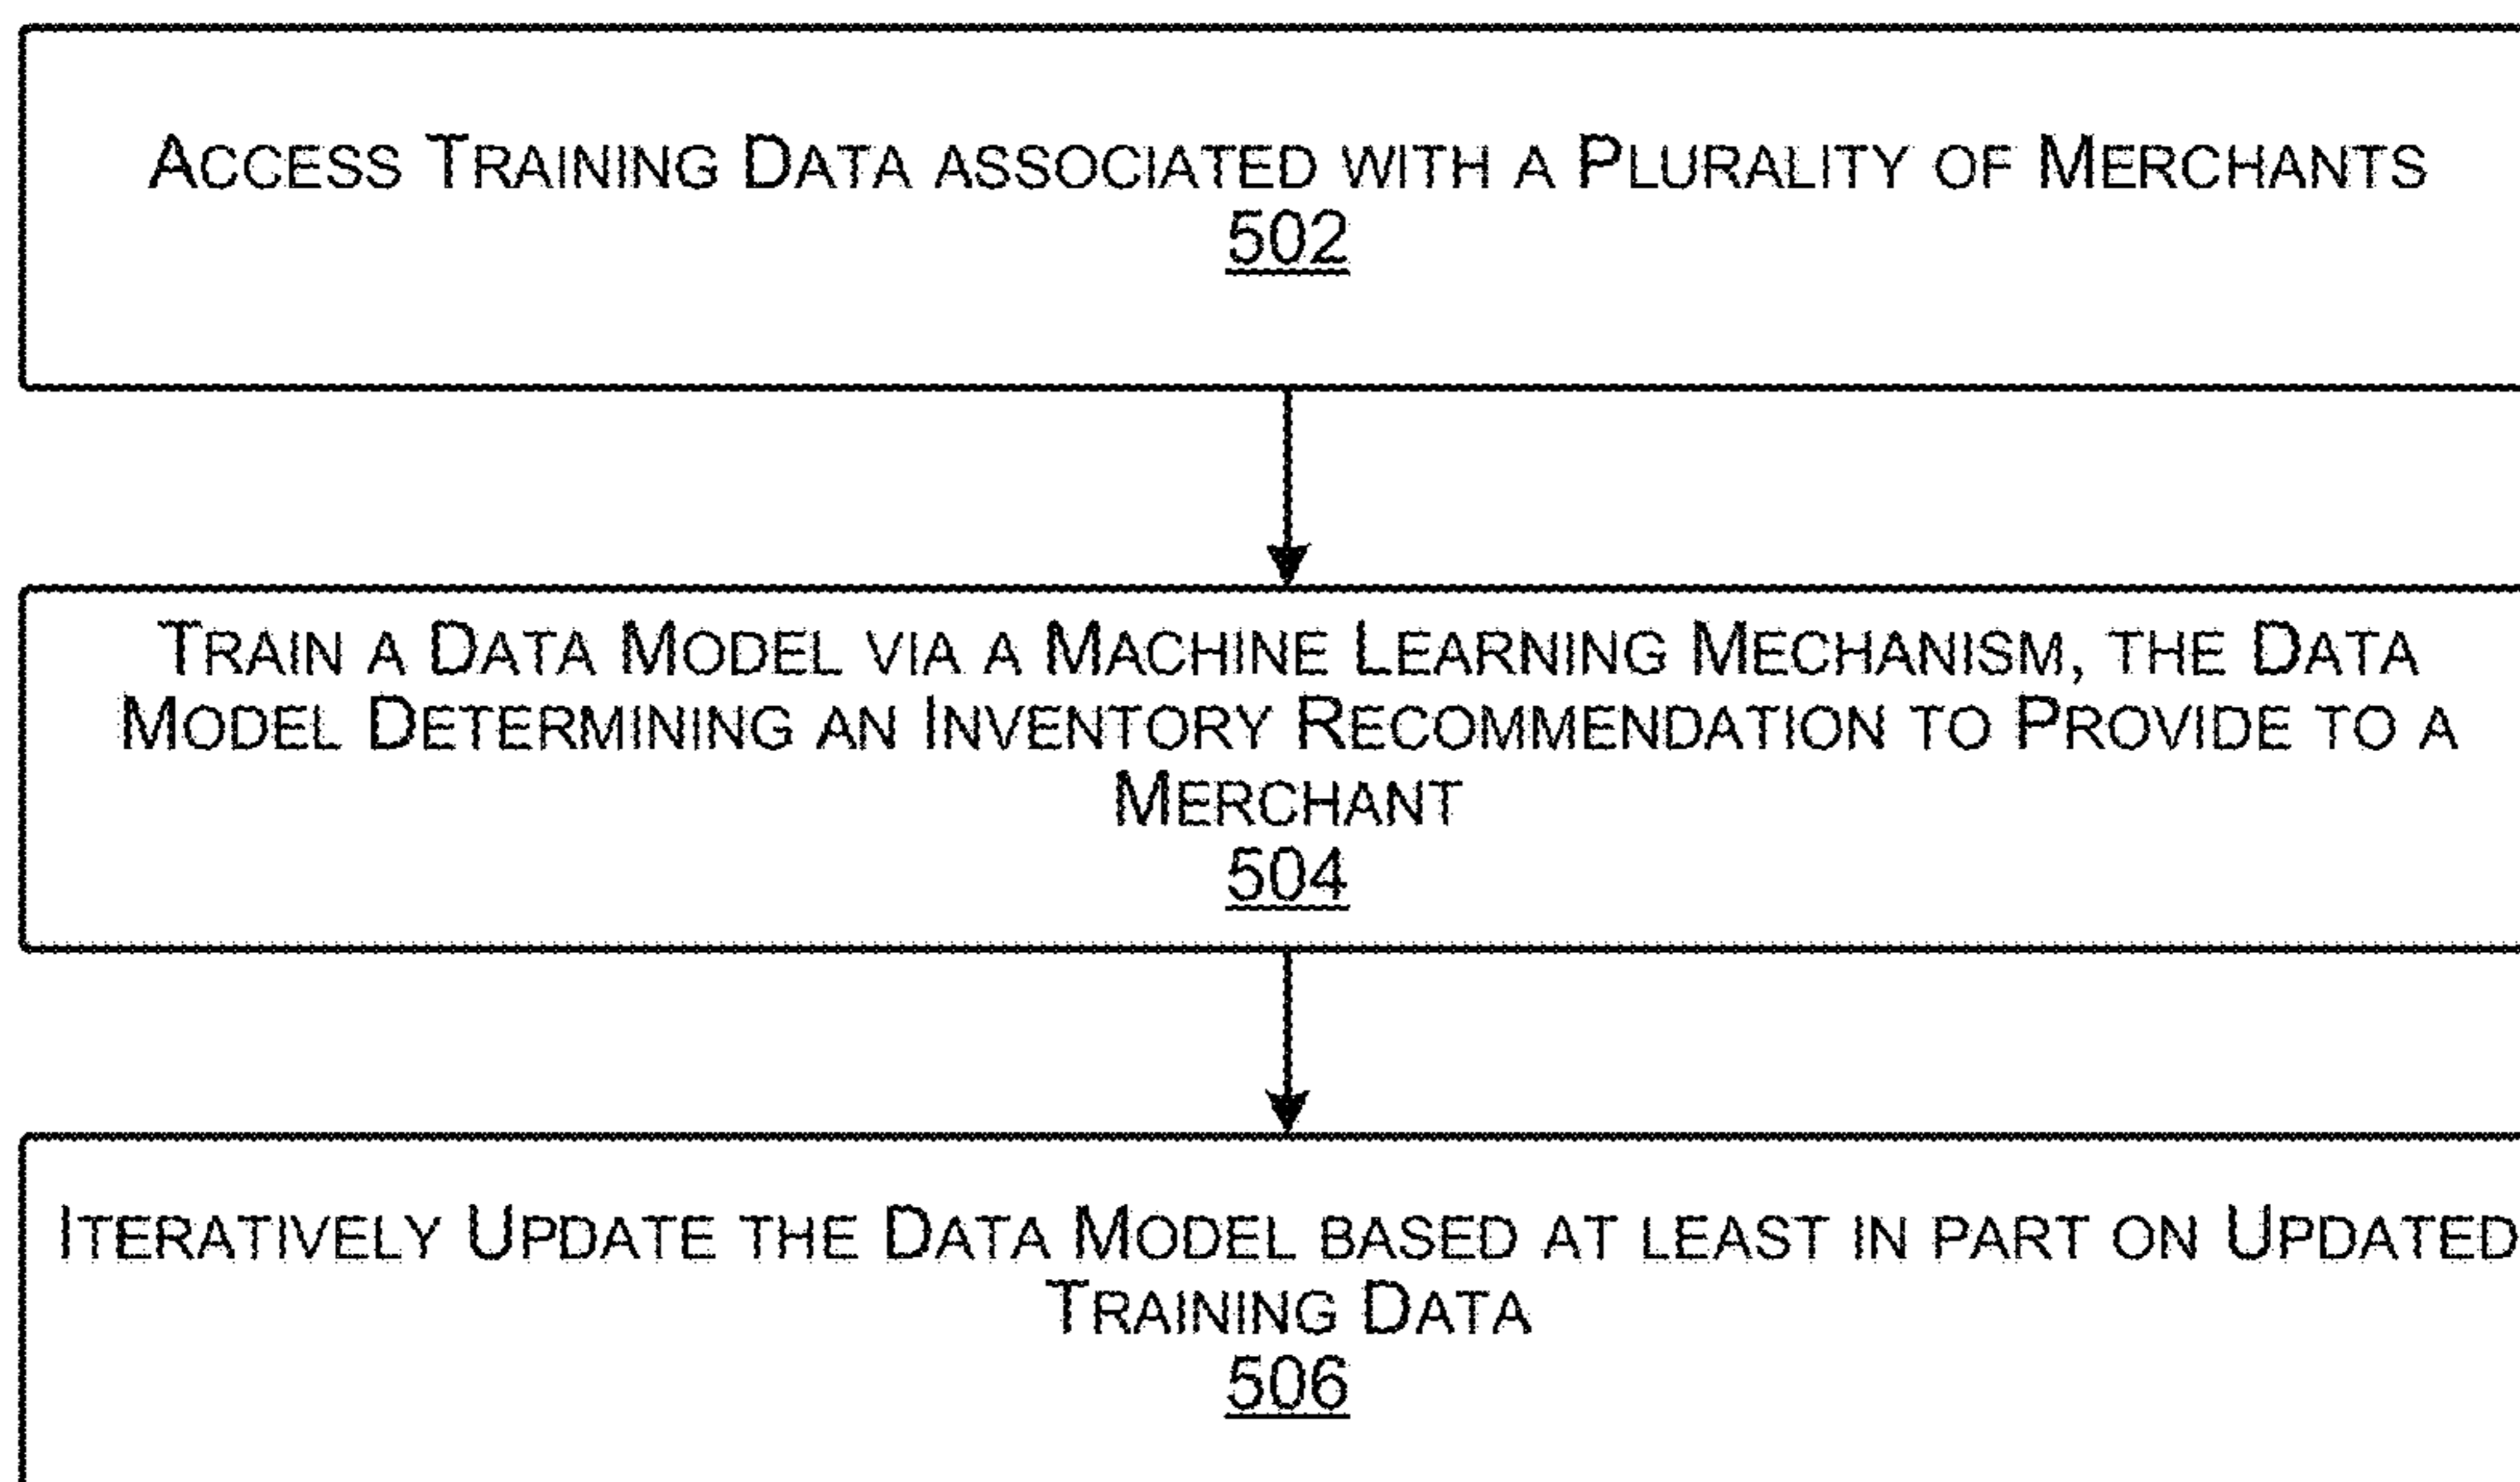 ACCESS TRAINING DATA ASSOCIATED WITH A PLURALITY OF MERCHANTS
502
TRAIN A DATA MODEL VIA A MACHINE LEARNING MECHANISM, THE DATA
MODEL DETERMINING AN INVENTORY RECOMMENDATION TO PROVIDE TO A
MERCHANT
504
ITERATIVELY UPDATE THE DATA MODEL BASED AT LEAST IN PART ON UPDATED
TRAINING DATA
506